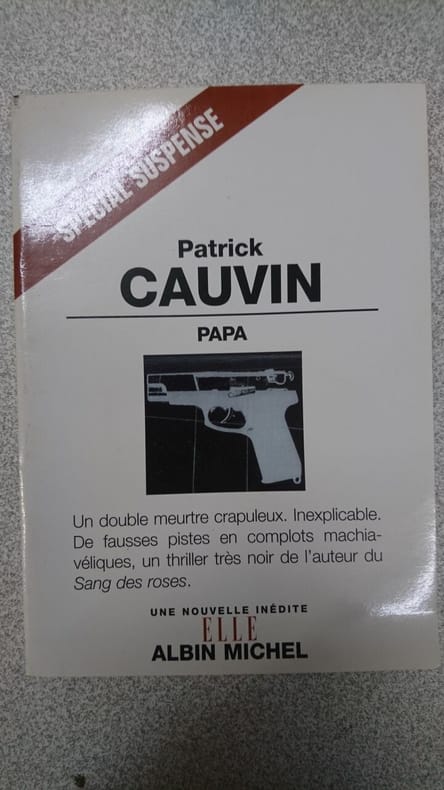 SPECIAL SUSPENSE
Patrick
CAUVIN
PAPA
Un double meurtre crapuleux. Inexplicable.
De fausses pistes en complots machia-
véliques, un thriller très noir de l'auteur du
Sang des roses.
UNE NOUVELLE INÉDITE
ELLE
ALBIN MICHEL